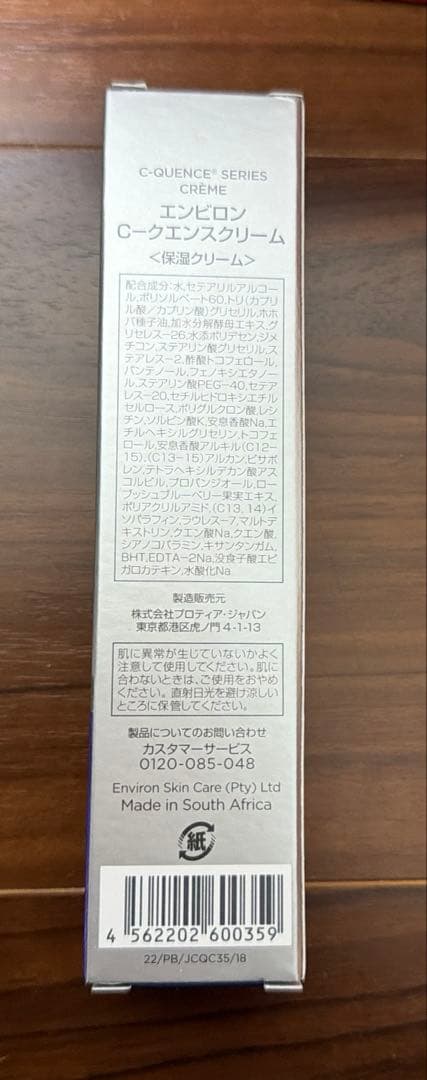 C-QUENCE® SERIES
CRÈME
エンビロン
C-クエンスクリーム
<保湿クリーム>
配合成分:水,セテアリルアルコー
ル,ポリソルベート60,トリ(カプリ
ル酸/カプリン酸)グリセリル,ホホ
バ種子油,加水分解酵母エキス,グ
リセレス-26,水添ポリデセン,ジメ
チコン,ステアリン酸グリセリル,ス
テアレス-2,酢酸トコフェロール,
パンテノール,フェノキシエタノー
ル,ステアリン酸PEG-40,セテア
レス-20,セチルヒドロキシエチル
セルロース,ポリグルクロン酸,レシ
チン,ソルビン酸K,安息香酸Na,エ
チルヘキシルグリセリン,トコフェ
ロール,安息香酸アルキル(C12-
15),(C13-15)アルカン,ビサボレ
ン,テトラヘキシルデカン酸アス
コルビル,プロパンジオール,ロー
ブッシュブルーベリー果実エキス,
ポリアクリルアミド,(C13,14)イ
ソパラフィン,ラウレス-7,マルトデ
キストリン,クエン酸Na,クエン酸,
シアノコバラミン,キサンタンガム,
BHT,EDTA-2Na,没食子酸エピ
ガロカテキン,水酸化Na
製造販売元
株式会社プロティア・ジャパン
東京都港区虎ノ門4-1-13
肌に異常が生じていないかよく
注意して使用してください。肌に
合わないときは、ご使用をおやめ
ください。直射日光を避け涼しい
ところに保管してください。
製品についてのお問い合わせ
カスタマーサービス
0120-085-048
Environ Skin Care (Pty) Ltd
Made in South Africa
紙
4 562202 600359
22/PB/JCQC35/18